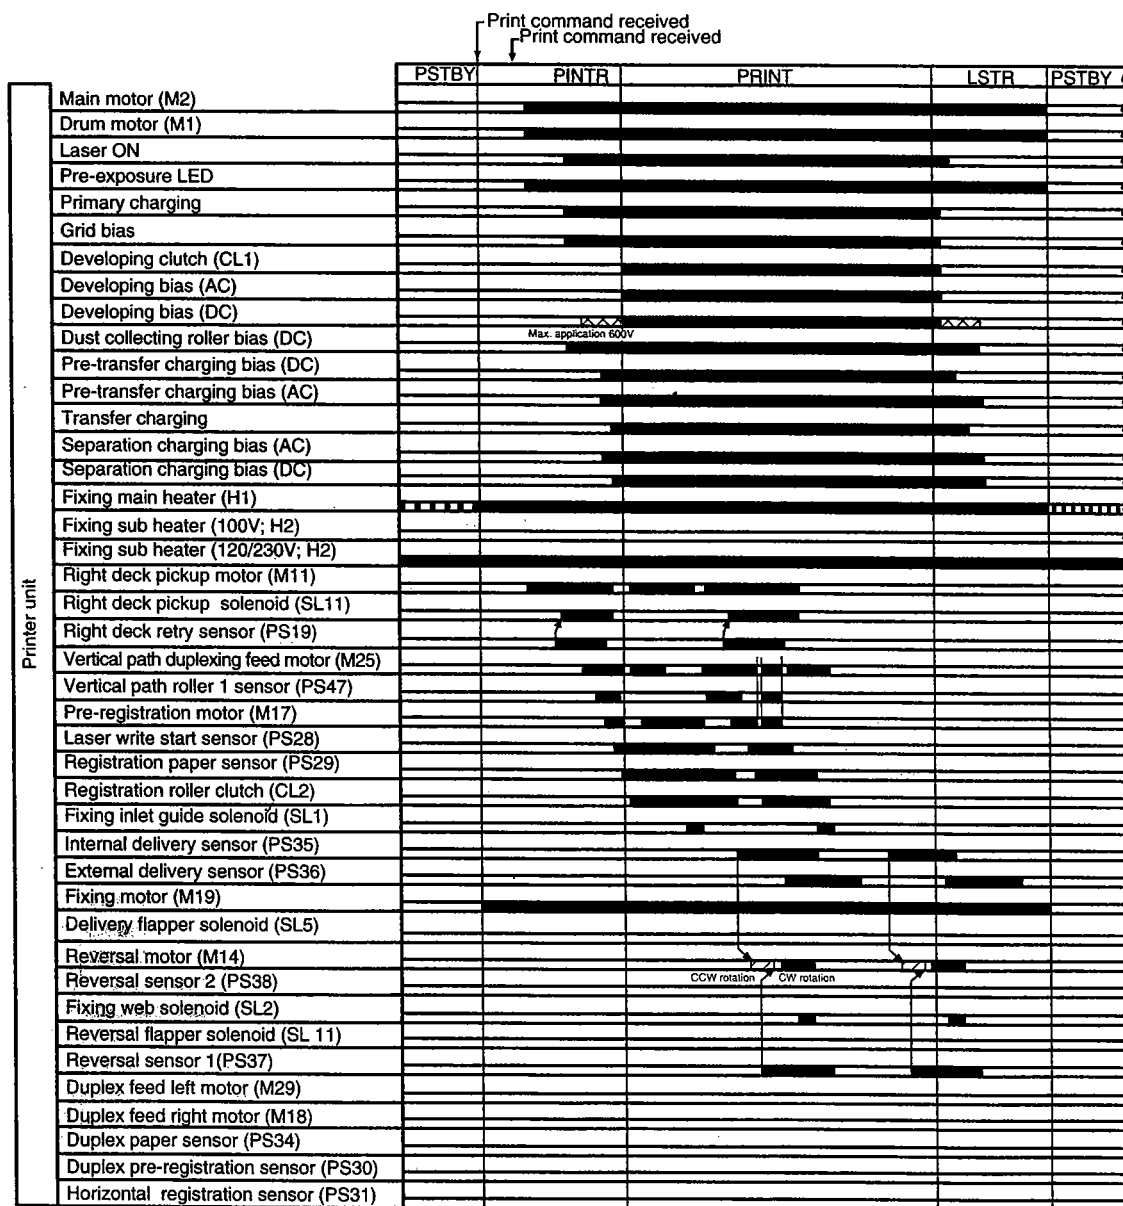 Print command received
Print command received
PSTBY PINTR PRINT LSTR PSTBY
Printer unit
Main motor (M2)
Drum motor (M1)
Laser ON
Pre-exposure LED
Primary charging
Grid bias
Developing clutch (CL1)
Developing bias (AC)
Developing bias (DC)
Max. application 600V
Dust collecting roller bias (DC)
Pre-transfer charging bias (DC)
Pre-transfer charging bias (AC)
Transfer charging
Separation charging bias (AC)
Separation charging bias (DC)
Fixing main heater (H1)
Fixing sub heater (100V; H2)
Fixing sub heater (120/230V; H2)
Right deck pickup motor (M11)
Right deck pickup solenoid (SL11)
Right deck retry sensor (PS19)
Vertical path duplexing feed motor (M25)
Vertical path roller 1 sensor (PS47)
Pre-registration motor (M17)
Laser write start sensor (PS28)
Registration paper sensor (PS29)
Registration roller clutch (CL2)
Fixing inlet guide solenoid (SL1)
Internal delivery sensor (PS35)
External delivery sensor (PS36)
Fixing motor (M19)
Delivery flapper solenoid (SL5)
Reversal motor (M14)
CCW rotation CW rotation
Reversal sensor 2 (PS38)
Fixing web solenoid (SL2)
Reversal flapper solenoid (SL 11)
Reversal sensor 1(PS37)
Duplex feed left motor (M29)
Duplex feed right motor (M18)
Duplex paper sensor (PS34)
Duplex pre-registration sensor (PS30)
Horizontal registration sensor (PS31)